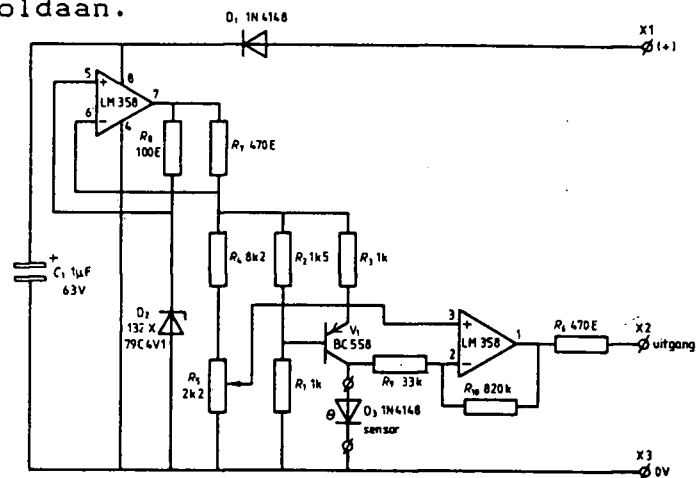 oldaan.
D₁ 1N4148
X1
(+)
5
8
7
LM 358
6
4
R₈
100E
R₇ 470E
R₄ 8k2
R₂ 1k5
R₃ 1k
+
C₁ 1µF
63V
D₂
132 X
79C4V1
V₁
BC 558
3
1
LM 358
2
R₆ 470E
X2
uitgang
R₅
2k2
R₁ 1k
R₉ 33k
R₁₀ 820k
θ
D₃ 1N4148
sensor
X3
0V